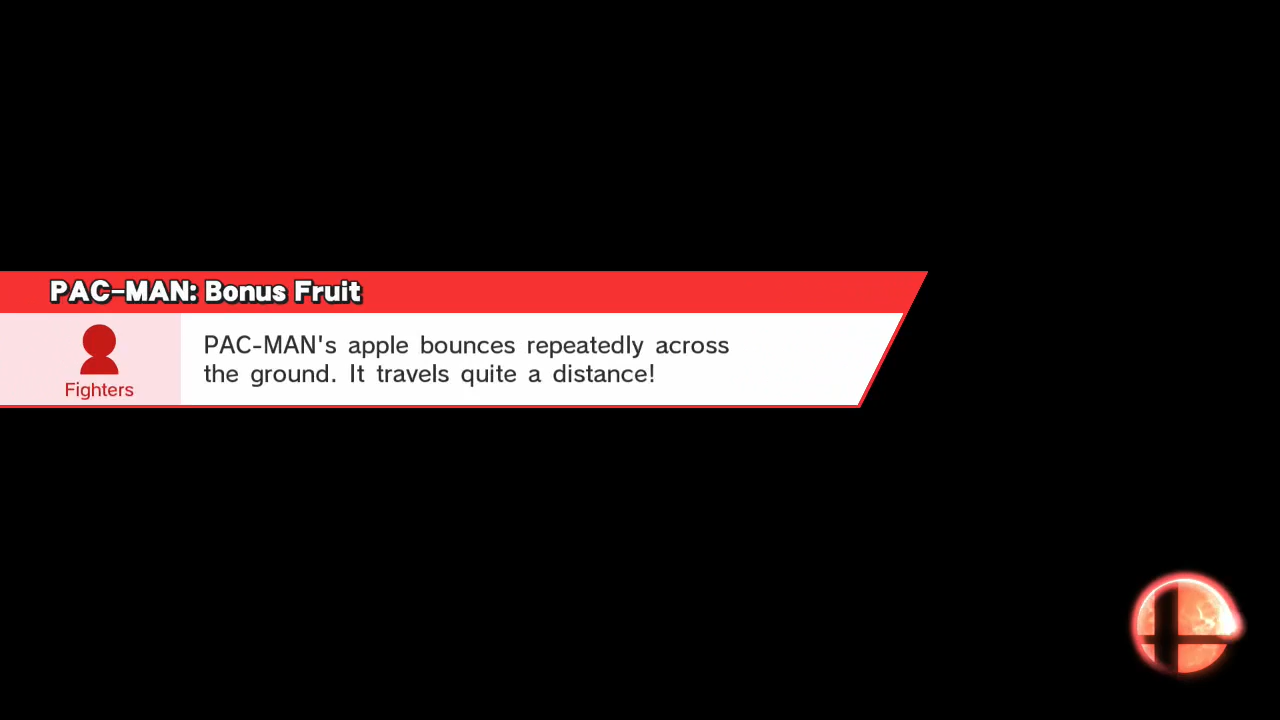 PAC-MAN: Bonus Fruit
Fighters
PAC-MAN's apple bounces repeatedly across
the ground. It travels quite a distance!